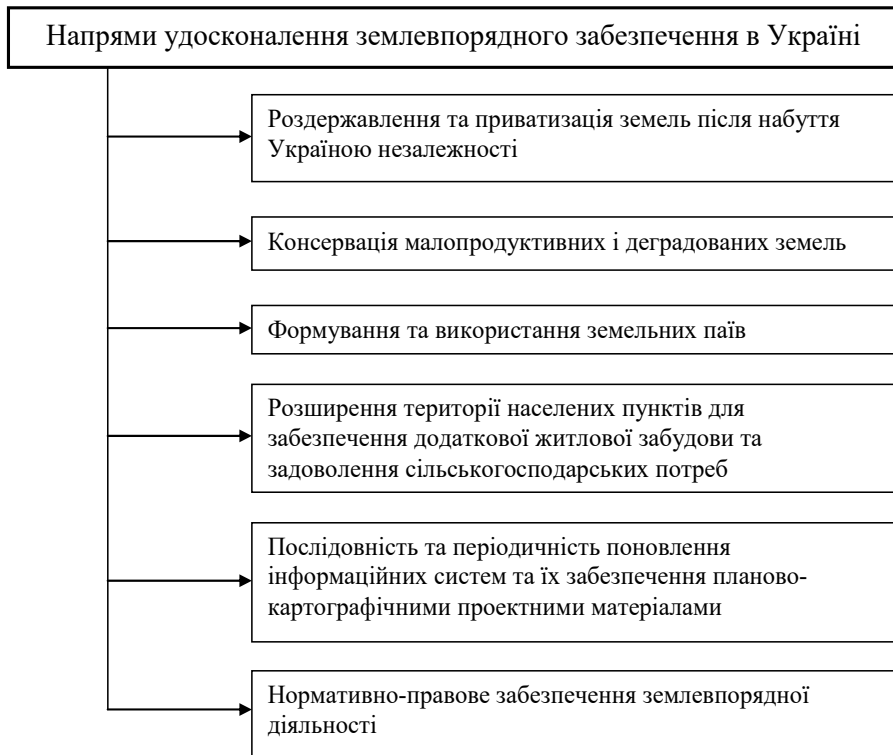 Напрями удосконалення землевпорядного забезпечення в Україні
Роздержавлення та приватизація земель після набуття
Україною незалежності
Консервація малопродуктивних і деградованих земель
Формування та використання земельних паїв
Розширення території населених пунктів для
забезпечення додаткової житлової забудови та
задоволення сільськогосподарських потреб
Послідовність та періодичність поновлення
інформаційних систем та їх забезпечення планово-
картографічними проектними матеріалами
Нормативно-правове забезпечення землевпорядної
діяльності